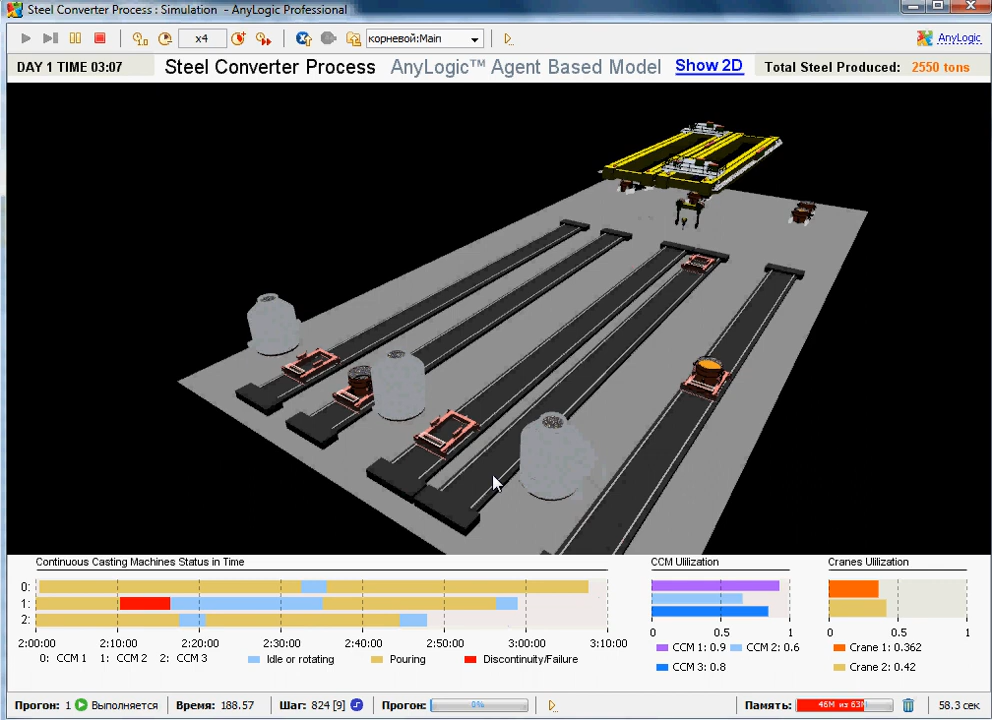 Steel Converter Process : Simulation - AnyLogic Professional
x4 корневой:Main AnyLogic
DAY 1 TIME 03:07 Steel Converter Process AnyLogic™ Agent Based Model Show 2D Total Steel Produced: 2550 tons
Continuous Casting Machines Status in Time
0:
1:
2:
2:00:00 2:10:00 2:20:00 2:30:00 2:40:00 2:50:00 3:00:00 3:10:00
0: CCM 1 1: CCM 2 2: CCM 3 Idle or rotating Pouring Discontinuity/Failure
CCM Uiilization
0 0.5 1
CCM 1: 0.9 CCM 2: 0.6
CCM 3: 0.8
Cranes Uiilization
0 0.5 1
Crane 1: 0.362
Crane 2: 0.42
Прогон: 1 Выполняется Время: 188.57 Шаг: 824 [9] Прогон: 0% Память: 46M из 63M 58.3 сек